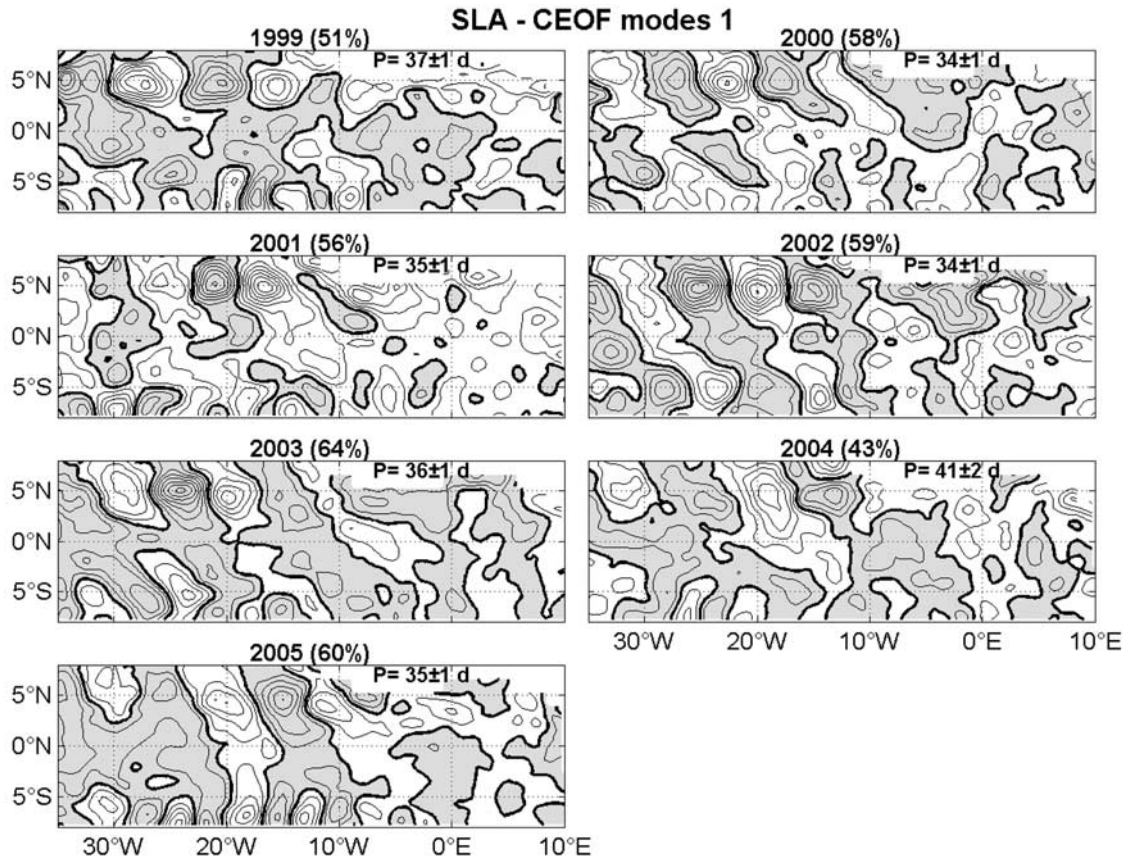 SLA - CEOF modes 1
1999 (51%)
P= 37±1 d
5°N
0°N
5°S
2000 (58%)
P= 34±1 d
2001 (56%)
P= 35±1 d
5°N
0°N
5°S
2002 (59%)
P= 34±1 d
2003 (64%)
P= 36±1 d
5°N
0°N
5°S
2004 (43%)
P= 41±2 d
30°W 20°W 10°W 0°E 10°E
2005 (60%)
P= 35±1 d
5°N
0°N
5°S
30°W 20°W 10°W 0°E 10°E